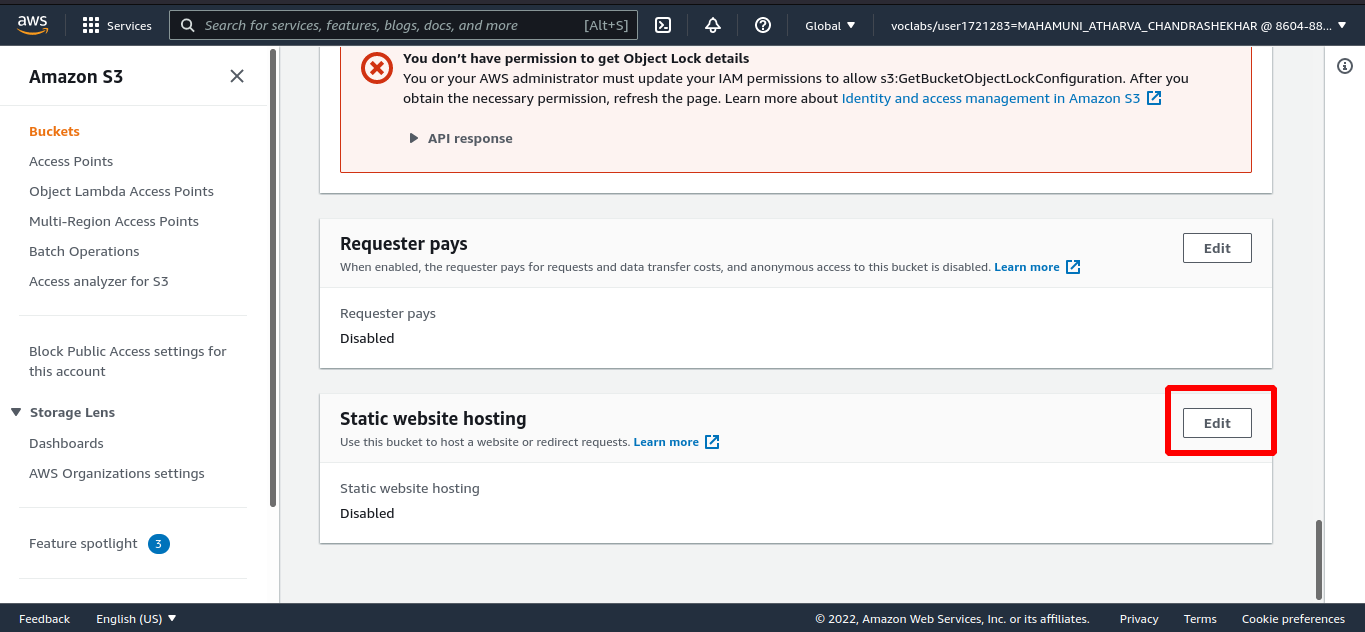 aws
Services
Search for services, features, blogs, docs, and more
[Alt+S]
Global
voclabs/user1721283=MAHAMUNI_ATHARVA_CHANDRASHEKHAR @ 8604-88...
Amazon S3
Buckets
Access Points
Object Lambda Access Points
Multi-Region Access Points
Batch Operations
Access analyzer for S3
Block Public Access settings for
this account
Storage Lens
Dashboards
AWS Organizations settings
Feature spotlight 3
You don’t have permission to get Object Lock details
You or your AWS administrator must update your IAM permissions to allow s3:GetBucketObjectLockConfiguration. After you
obtain the necessary permission, refresh the page. Learn more about Identity and access management in Amazon S3
API response
Requester pays
Edit
When enabled, the requester pays for requests and data transfer costs, and anonymous access to this bucket is disabled. Learn more
Requester pays
Disabled
Static website hosting
Edit
Use this bucket to host a website or redirect requests. Learn more
Static website hosting
Disabled
Feedback
English (US)
© 2022, Amazon Web Services, Inc. or its affiliates.
Privacy
Terms
Cookie preferences